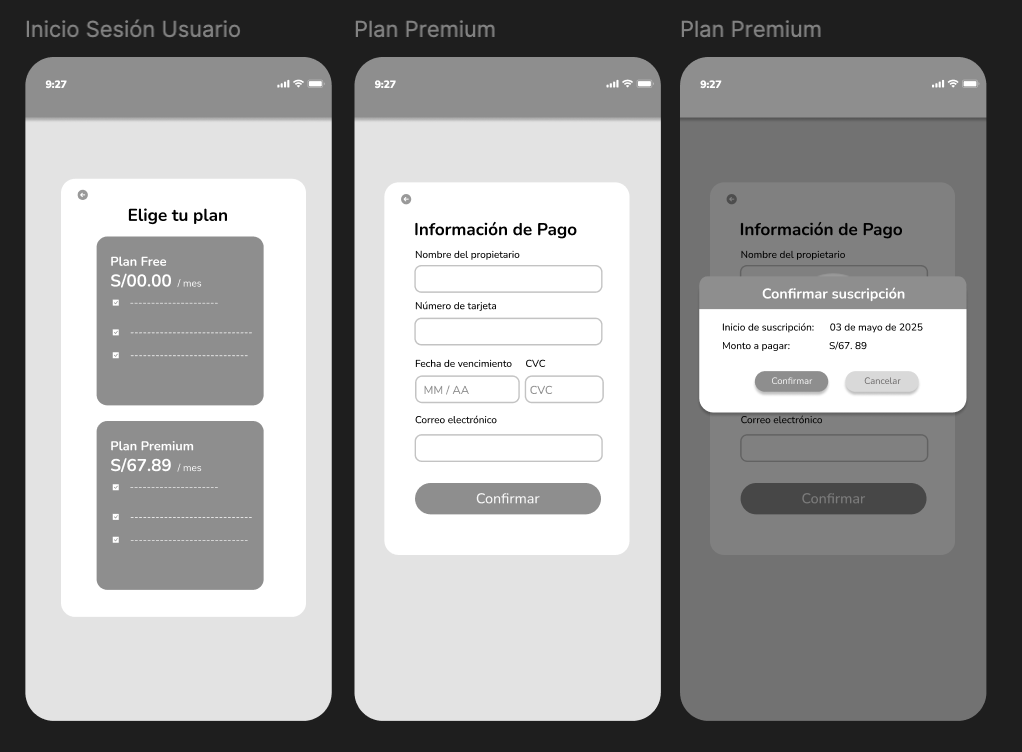 Inicio Sesión Usuario
9:27
Elige tu plan
Plan Free
S/00.00 / mes
Plan Premium
S/67.89 / mes
Plan Premium
9:27
Información de Pago
Nombre del propietario
Número de tarjeta
Fecha de vencimiento CVC
MM / AA CVC
Correo electrónico
Confirmar
Plan Premium
9:27
Información de Pago
Nombre del propietario
Confirmar suscripción
Inicio de suscripción: 03 de mayo de 2025
Monto a pagar: S/67. 89
Confirmar Cancelar
Correo electrónico
Confirmar